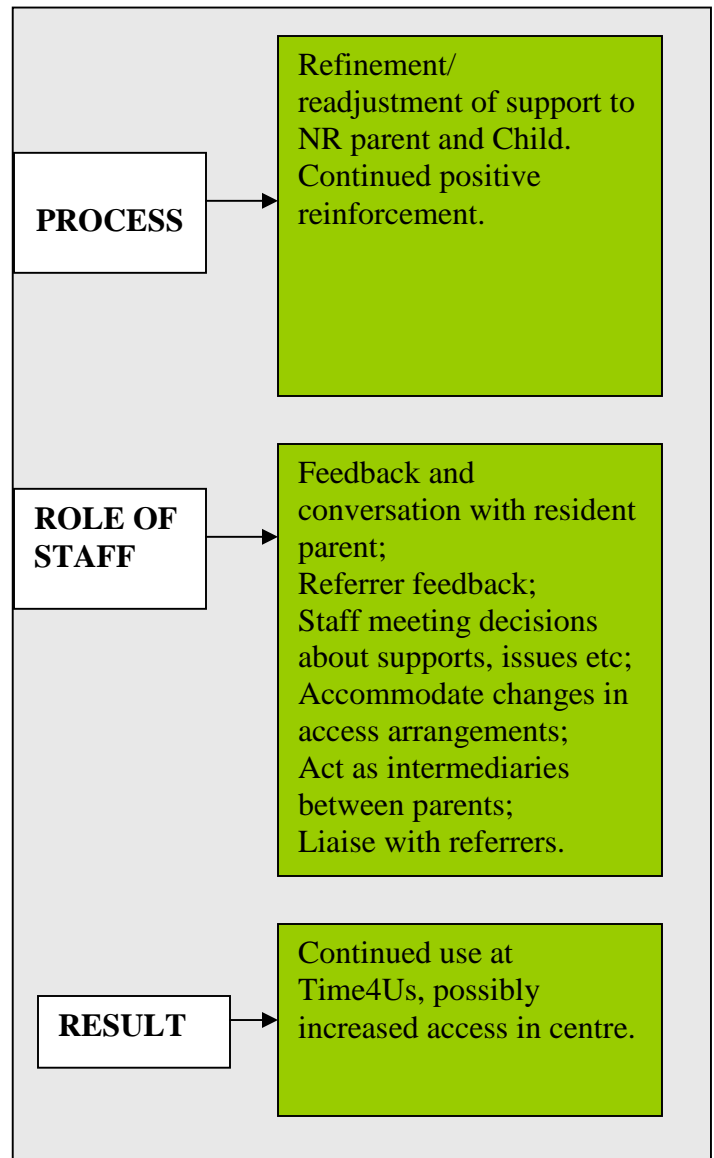 PROCESS
Refinement/
readjustment of support to
NR parent and Child.
Continued positive
reinforcement.
ROLE OF
STAFF
Feedback and
conversation with resident
parent;
Referrer feedback;
Staff meeting decisions
about supports, issues etc;
Accommodate changes in
access arrangements;
Act as intermediaries
between parents;
Liaise with referrers.
RESULT
Continued use at
Time4Us, possibly
increased access in centre.